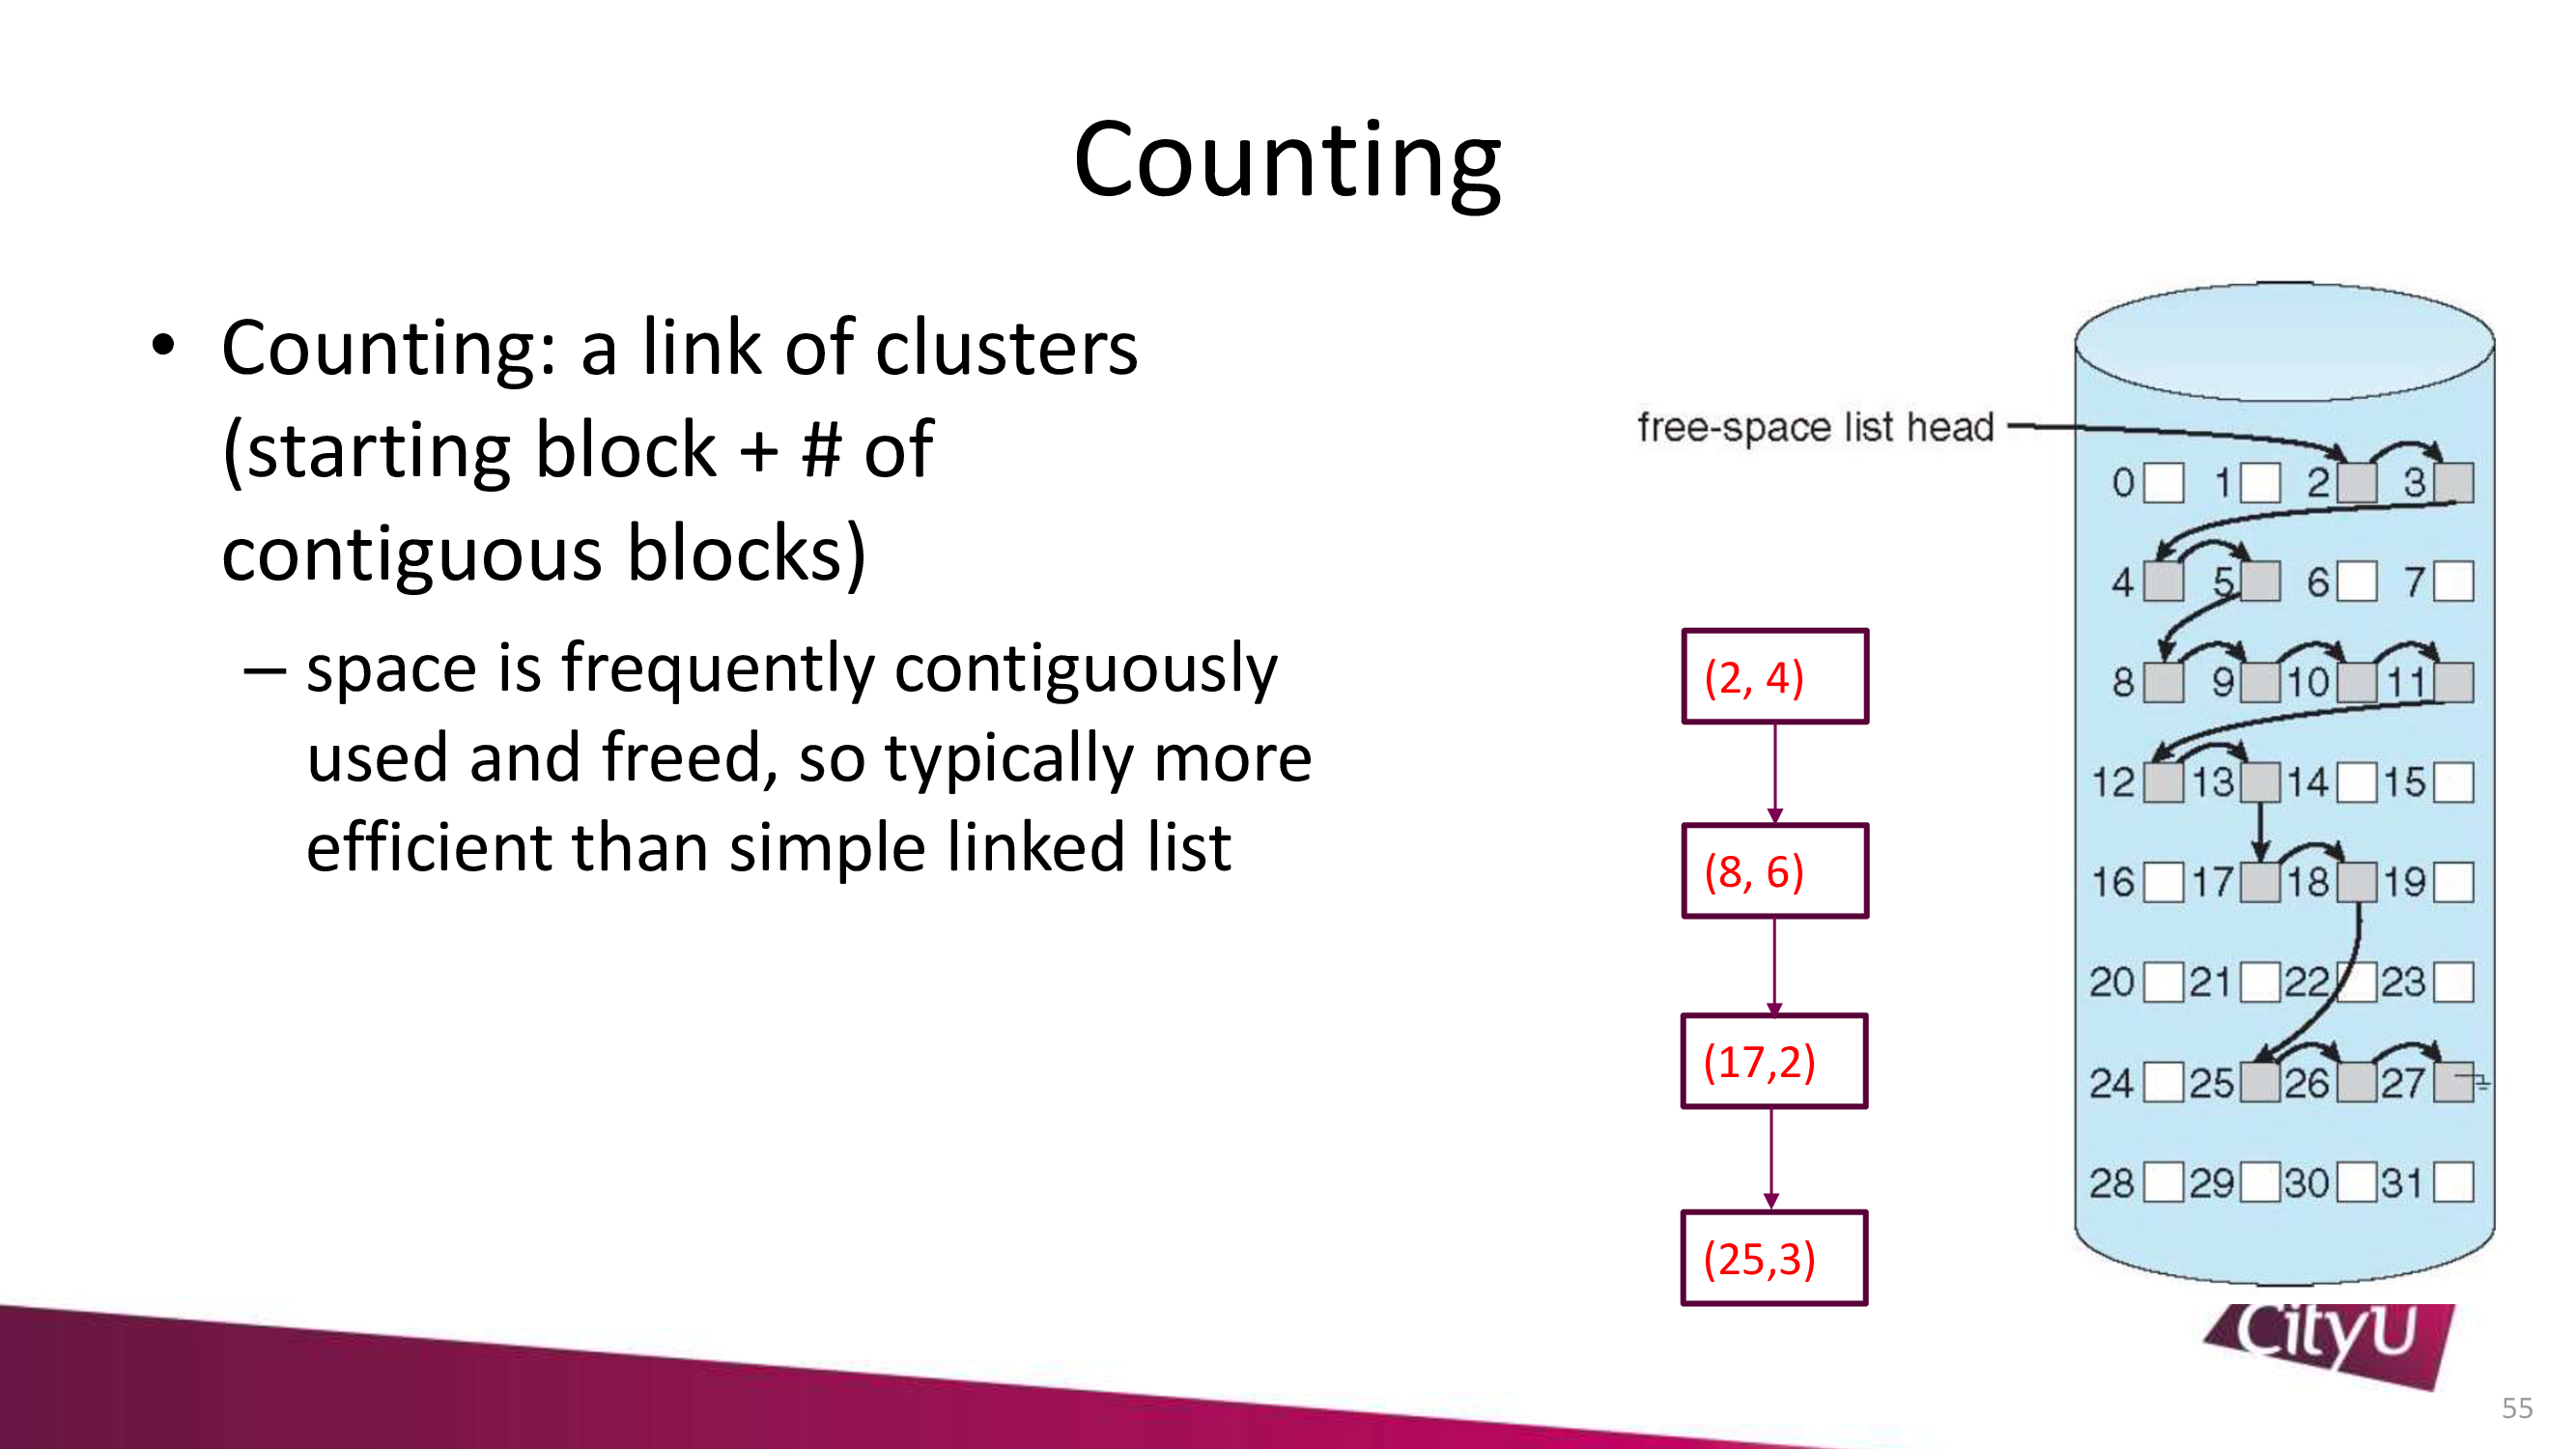 Counting
• Counting: a link of clusters
(starting block + # of
contiguous blocks)
– space is frequently contiguously
used and freed, so typically more
efficient than simple linked list
(2, 4)
(8, 6)
(17,2)
(25,3)
free-space list head
0 1 2 3
4 5 6 7
8 9 10 11
12 13 14 15
16 17 18 19
20 21 22 23
24 25 26 27
28 29 30 31
CityU
55